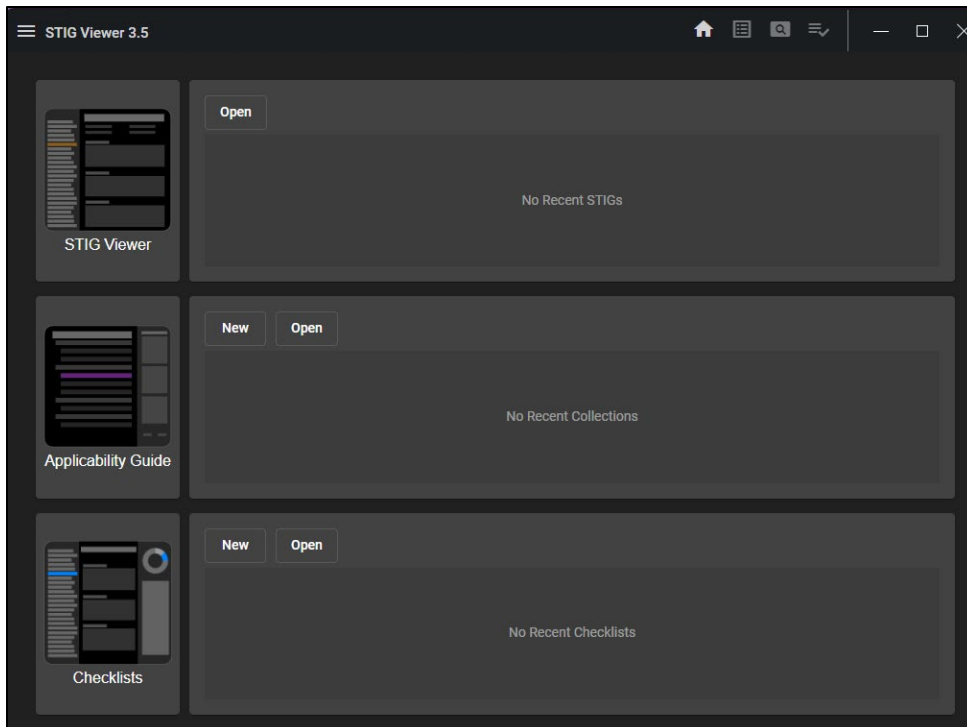 STIG Viewer 3.5
Open
No Recent STIGs
STIG Viewer
New Open
No Recent Collections
Applicability Guide
New Open
No Recent Checklists
Checklists